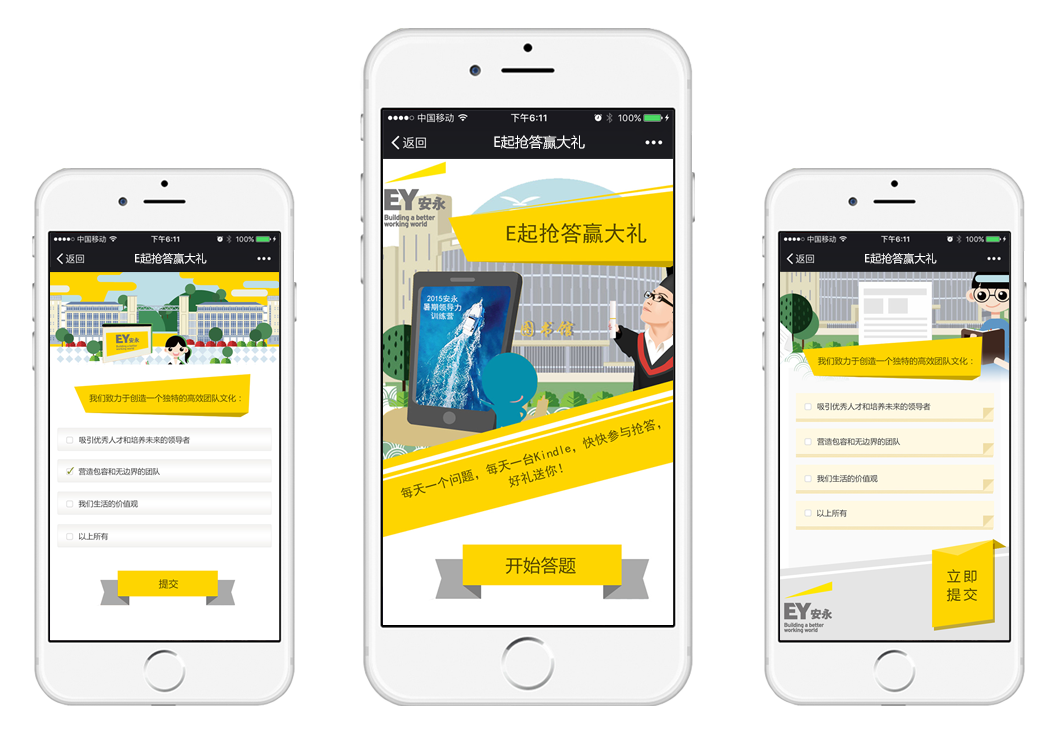 中国移动 下午6:11 100%
返回 E起抢答赢大礼
EY安永
我们致力于创造一个独特的高效团队文化：
吸引优秀人才和培养未来的领导者
营造包容和无边界的团队
我们生活的价值观
以上所有
提交
中国移动 下午6:11 100%
返回 E起抢答赢大礼
EY安永
Building a better
working world
E起抢答赢大礼
2015安永
暑期领导力
训练营
图书馆
每天一个问题，每天一台Kindle，快快参与抢答，
好礼送你！
开始答题
中国移动 下午6:11 100%
返回 E起抢答赢大礼
我们致力于创造一个独特的高效团队文化：
吸引优秀人才和培养未来的领导者
营造包容和无边界的团队
我们生活的价值观
以上所有
立即
提交
EY安永
Building a better
working world